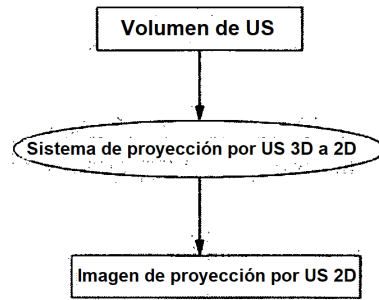 Volumen de US
Sistema de proyección por US 3D a 2D
Imagen de proyección por US 2D